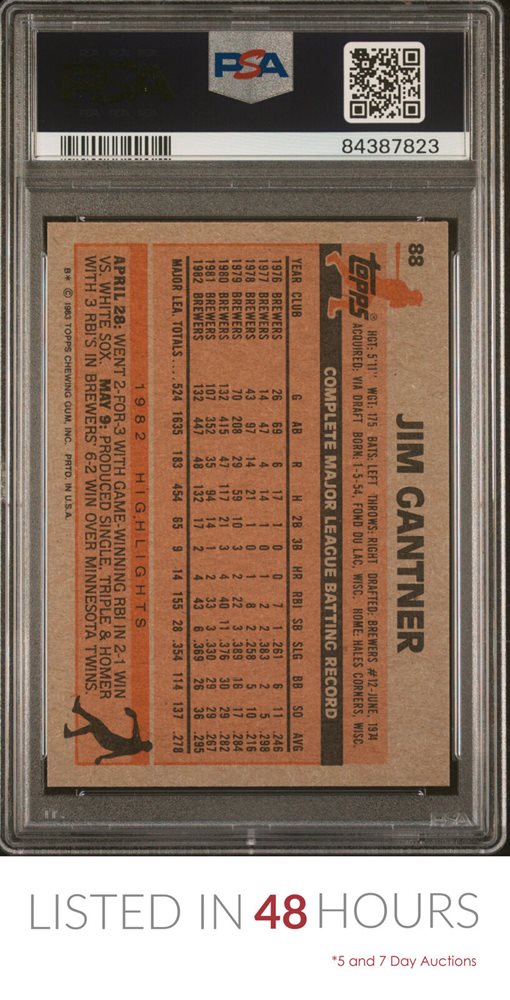 PSA
84387823
88
JIM GANTNER
TOPPS® HGT: 5'11" WGT: 175 BATS: LEFT THROWS: RIGHT DRAFTED: BREWERS #12-JUNE, 1974
ACQUIRED: VIA DRAFT BORN: 1-5-54, FOND DU LAC, WISC. HOME: HALES CORNERS, WISC.
COMPLETE MAJOR LEAGUE BATTING RECORD
YEAR CLUB G AB R H 2B 3B HR RBI SB SLG BB SO AVG
1976 BREWERS 26 69 6 17 1 0 0 7 1 .261 6 11 .246
1977 BREWERS 14 47 4 14 1 0 1 2 2 .383 2 5 .298
1978 BREWERS 43 97 14 21 1 0 1 8 2 .258 5 10 .216
1979 BREWERS 70 208 29 59 10 3 2 22 3 .389 16 17 .284
1980 BREWERS 132 415 47 117 21 3 4 40 11 .376 30 29 .282
1981 BREWERS 107 352 35 94 14 1 2 33 3 .330 29 29 .267
1982 BREWERS 132 447 48 132 17 2 4 43 6 .369 26 36 .295
MAJOR LEA. TOTALS.... 524 1635 183 454 65 9 14 155 28 .354 114 137 .278
1982 HIGHLIGHTS
APRIL 28: WENT 2-FOR-3 WITH GAME-WINNING RBI IN 2-1 WIN
VS. WHITE SOX. MAY 9: PRODUCED SINGLE, TRIPLE & HOMER
WITH 3 RBI'S IN BREWERS' 6-2 WIN OVER MINNESOTA TWINS.
B* © 1983 TOPPS CHEWING GUM, INC. PRTD. IN U.S.A.
LISTED IN 48 HOURS
*5 and 7 Day Auctions